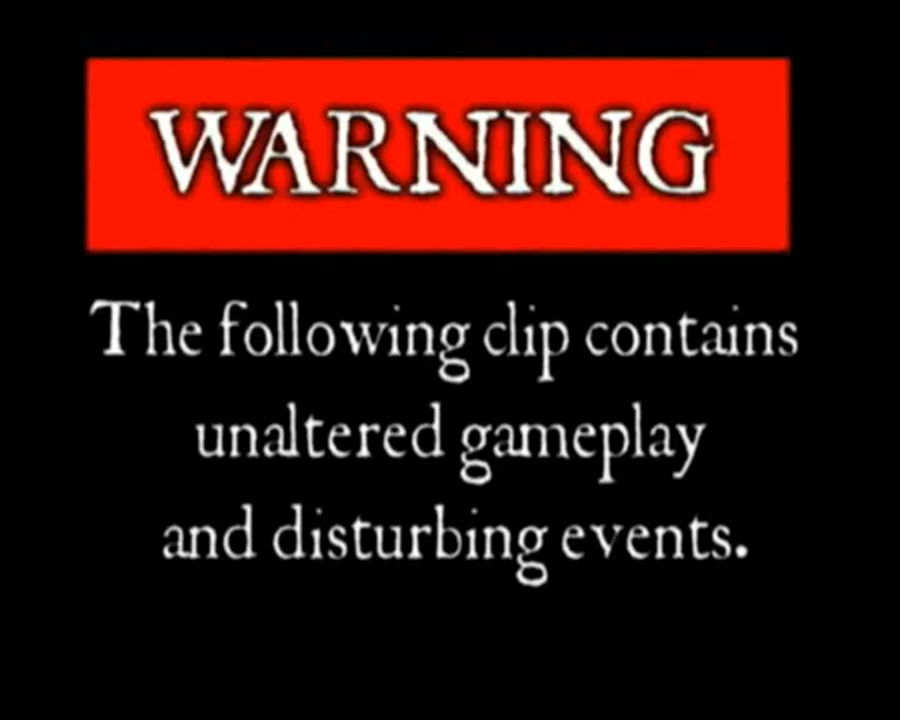 WARNING
The following clip contains
unaltered gameplay
and disturbing events.